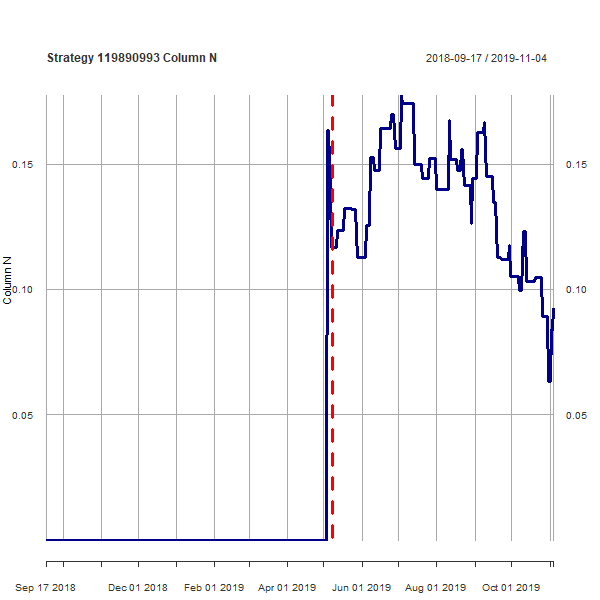 Strategy 119890993 Column N
2018-09-17 / 2019-11-04
0.15
0.15
Column N
0.10
0.10
0.05
0.05
Sep 17 2018
Dec 01 2018
Feb 01 2019
Apr 01 2019
Jun 01 2019
Aug 01 2019
Oct 01 2019